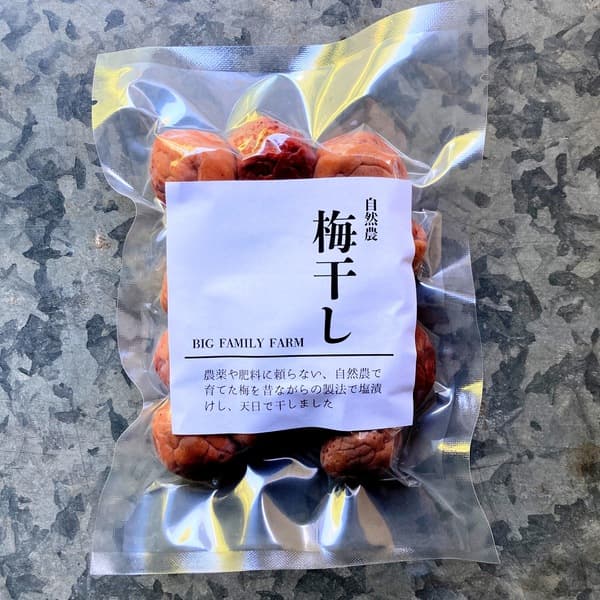 自然農
梅干し
BIG FAMILY FARM
農薬や肥料に頼らない、自然農で
育てた梅を昔ながらの製法で塩漬
けし、天日で干しました